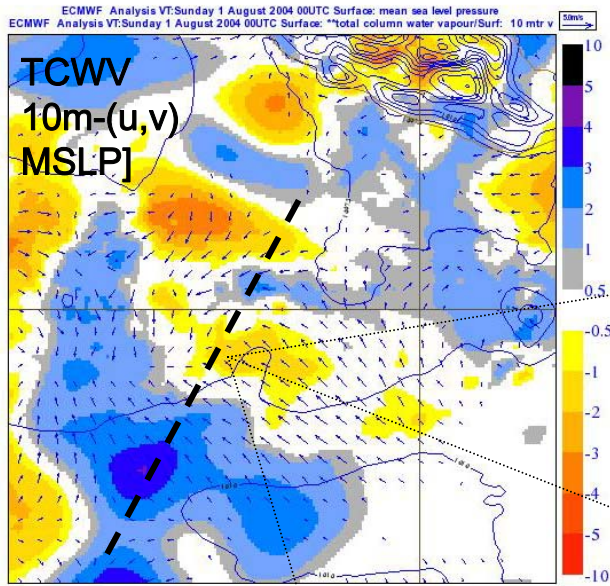 ECMWF Analysis VT:Sunday 1 August 2004 00UTC Surface: mean sea level pressure
ECMWF Analysis VT:Sunday 1 August 2004 00UTC Surface: **total column water vapour/Surf: 10 mtr v
5.0m/s
TCWV
10m-(u,v)
MSLP]
10
5
4
3
2
1
0.5
-0.5
-1
-2
-3
-4
-5
-10